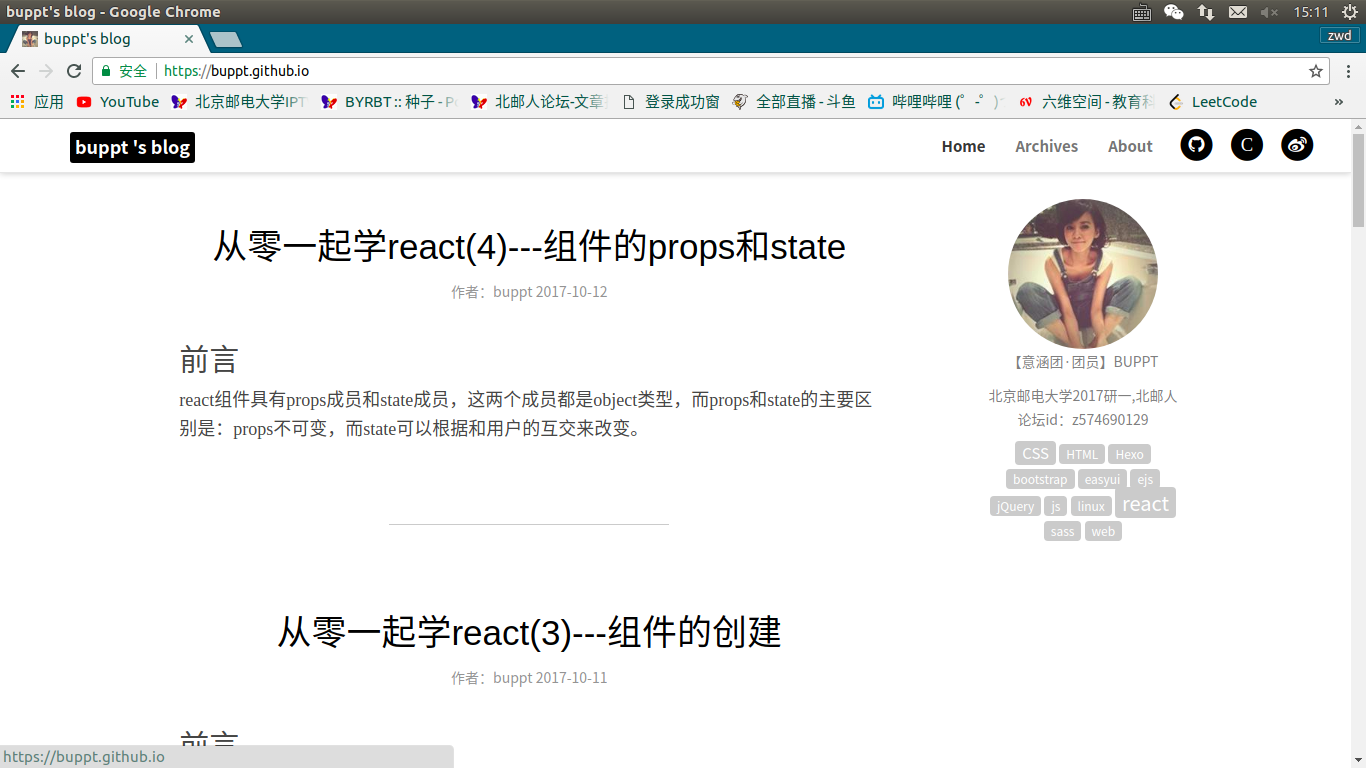 buppt's blog - Google Chrome
15:11
buppt's blog
zwd
安全 https://buppt.github.io
应用 YouTube 北京邮电大学IPT BYRBT :: 种子 - P 北邮人论坛-文章 登录成功窗 全部直播 - 斗鱼 哔哩哔哩 (゜-゜) 六维空间 - 教育科 LeetCode »
buppt 's blog Home Archives About C
从零一起学react(4)---组件的props和state
作者：buppt 2017-10-12
前言
react组件具有props成员和state成员，这两个成员都是object类型，而props和state的主要区
别是：props不可变，而state可以根据和用户的互交来改变。
从零一起学react(3)---组件的创建
作者：buppt 2017-10-11
前言
【意涵团·团员】BUPPT
北京邮电大学2017研一,北邮人
论坛id：z574690129
CSS HTML Hexo
bootstrap easyui ejs
jQuery js linux react
sass web
https://buppt.github.io